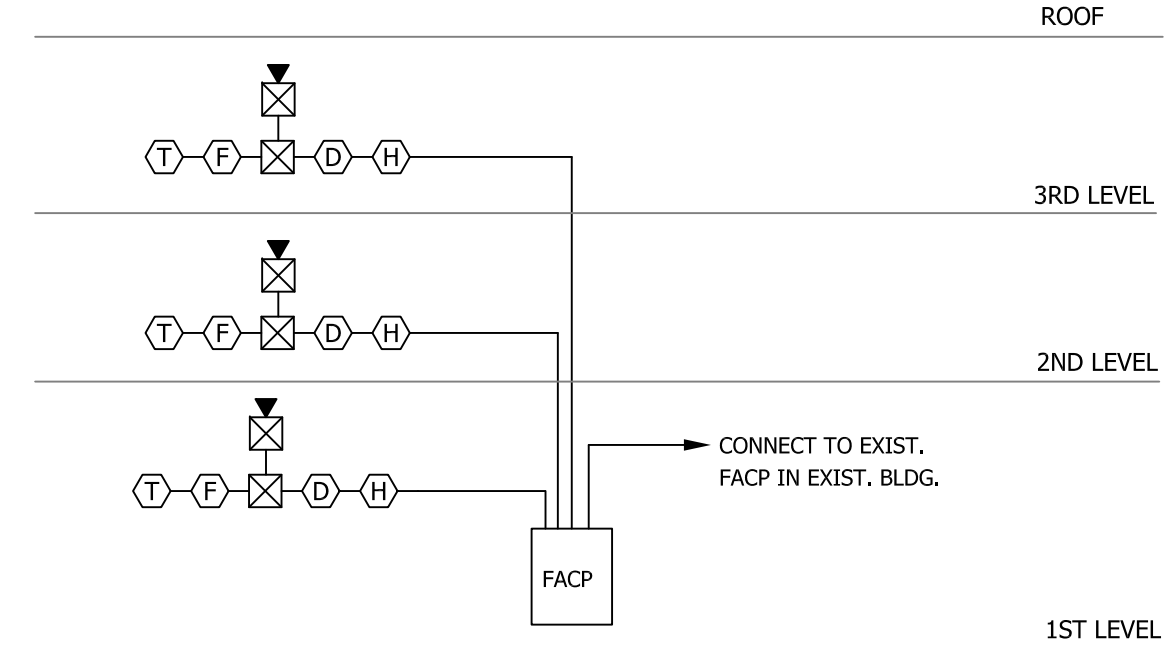 ROOF
T F D H
3RD LEVEL
T F D H
2ND LEVEL
CONNECT TO EXIST.
FACP IN EXIST. BLDG.
T F D H
FACP
1ST LEVEL